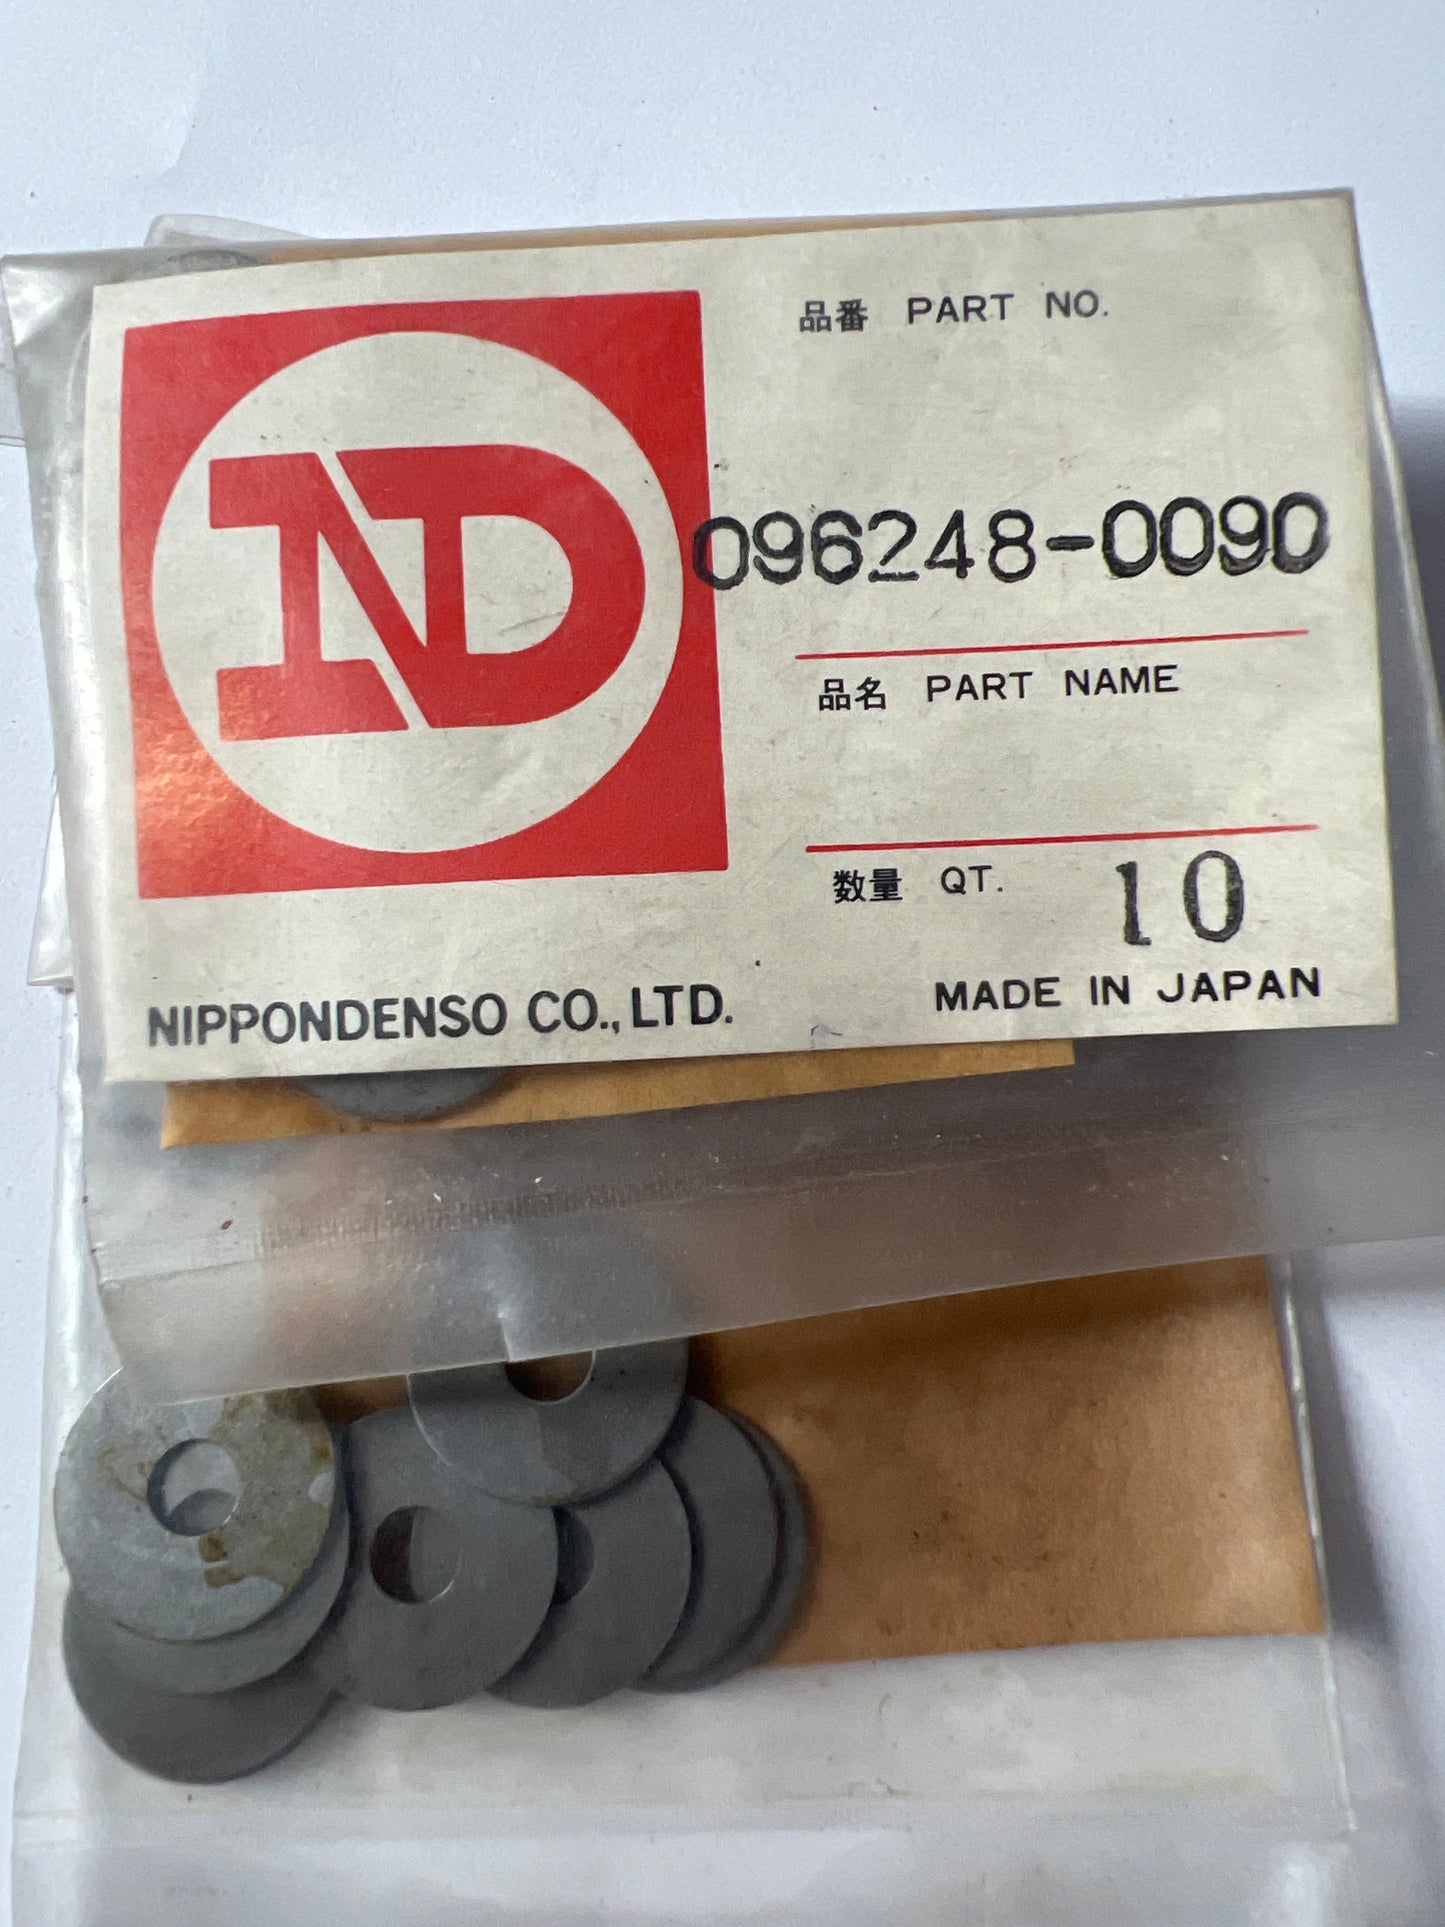 ND
品番 PART NO.
096248-0090
品名 PART NAME
数量 QT. 10
NIPPONDENSO CO., LTD.
MADE IN JAPAN